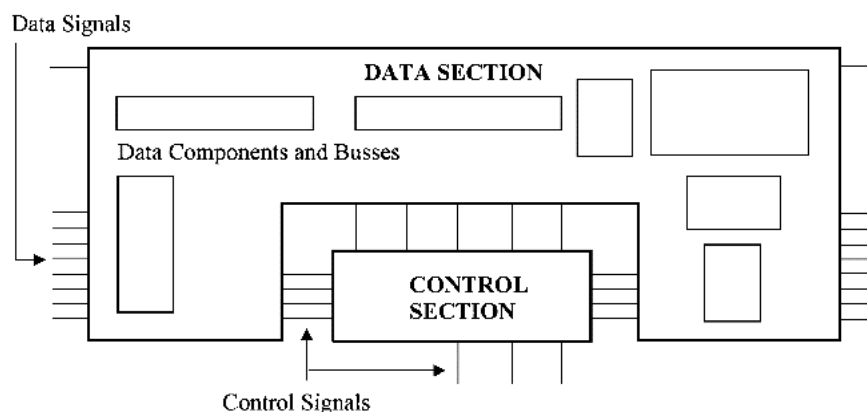 Data Signals
DATA SECTION
Data Components and Busses
CONTROL
SECTION
Control Signals